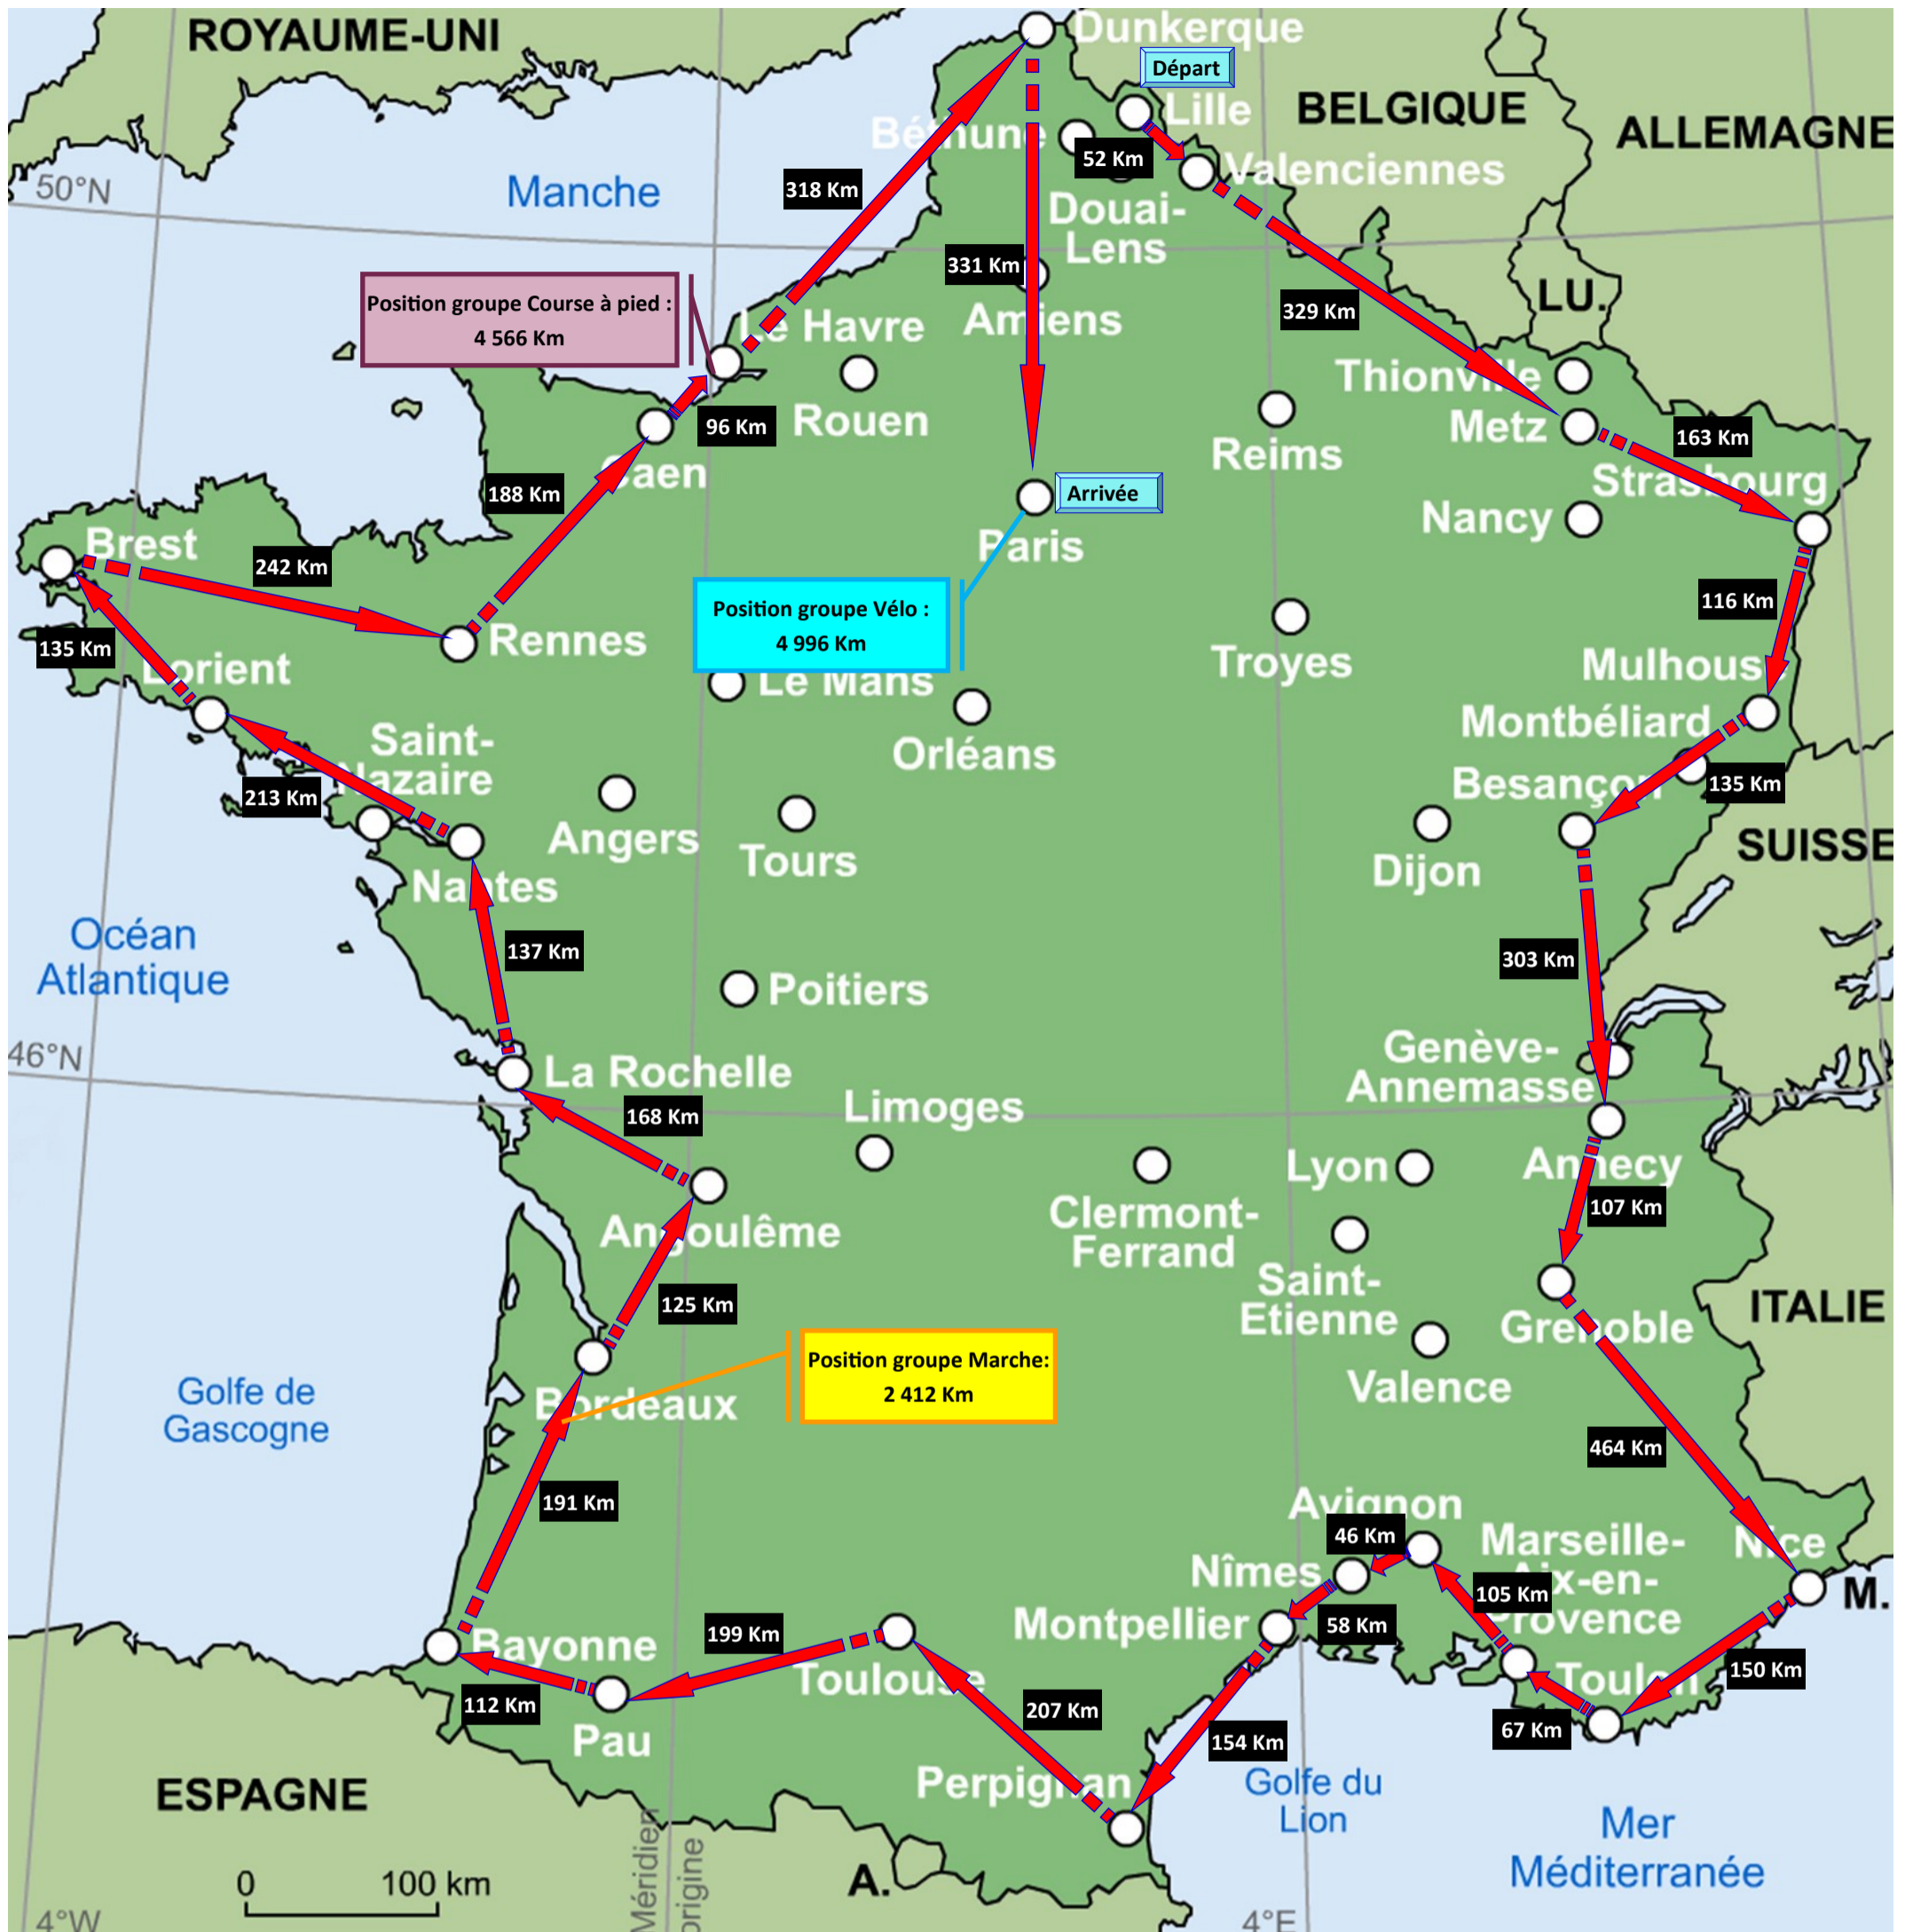 ROYAUME-UNI
Dunkerque
Départ
Lille
BELGIQUE
ALLEMAGNE
Béthune
52 Km
Valenciennes
50°N
Manche
318 Km
Douai-
Lens
331 Km
Amiens
329 Km
LU.
Position groupe Course à pied :
4 566 Km
Le Havre
Rouen
96 Km
Caen
188 Km
Thionville
Metz
163 Km
Reims
Strasbourg
Nancy
Arrivée
Paris
Brest
242 Km
Rennes
135 Km
Lorient
Position groupe Vélo :
4 996 Km
Le Mans
Orléans
Troyes
116 Km
Mulhouse
Montbéliard
Besançon
135 Km
Saint-
Nazaire
213 Km
Angers
Tours
Nantes
Dijon
SUISSE
Océan
Atlantique
137 Km
Poitiers
303 Km
46°N
La Rochelle
168 Km
Limoges
Genève-
Annemasse
Angoulême
125 Km
Clermont-
Ferrand
Lyon
Annecy
107 Km
Saint-
Etienne
Grenoble
ITALIE
Valence
Position groupe Marche:
2 412 Km
Bordeaux
Golfe de
Gascogne
191 Km
464 Km
Avignon
46 Km
Nîmes
58 Km
Marseille-
Aix-en-
Provence
105 Km
Nice
M.
Montpellier
Bayonne
199 Km
Toulouse
112 Km
Pau
207 Km
154 Km
Toulon
67 Km
150 Km
Perpignan
Golfe du
Lion
ESPAGNE
Mer
Méditerranée
A.
0 100 km
Méridien
origine
4°W
4°E